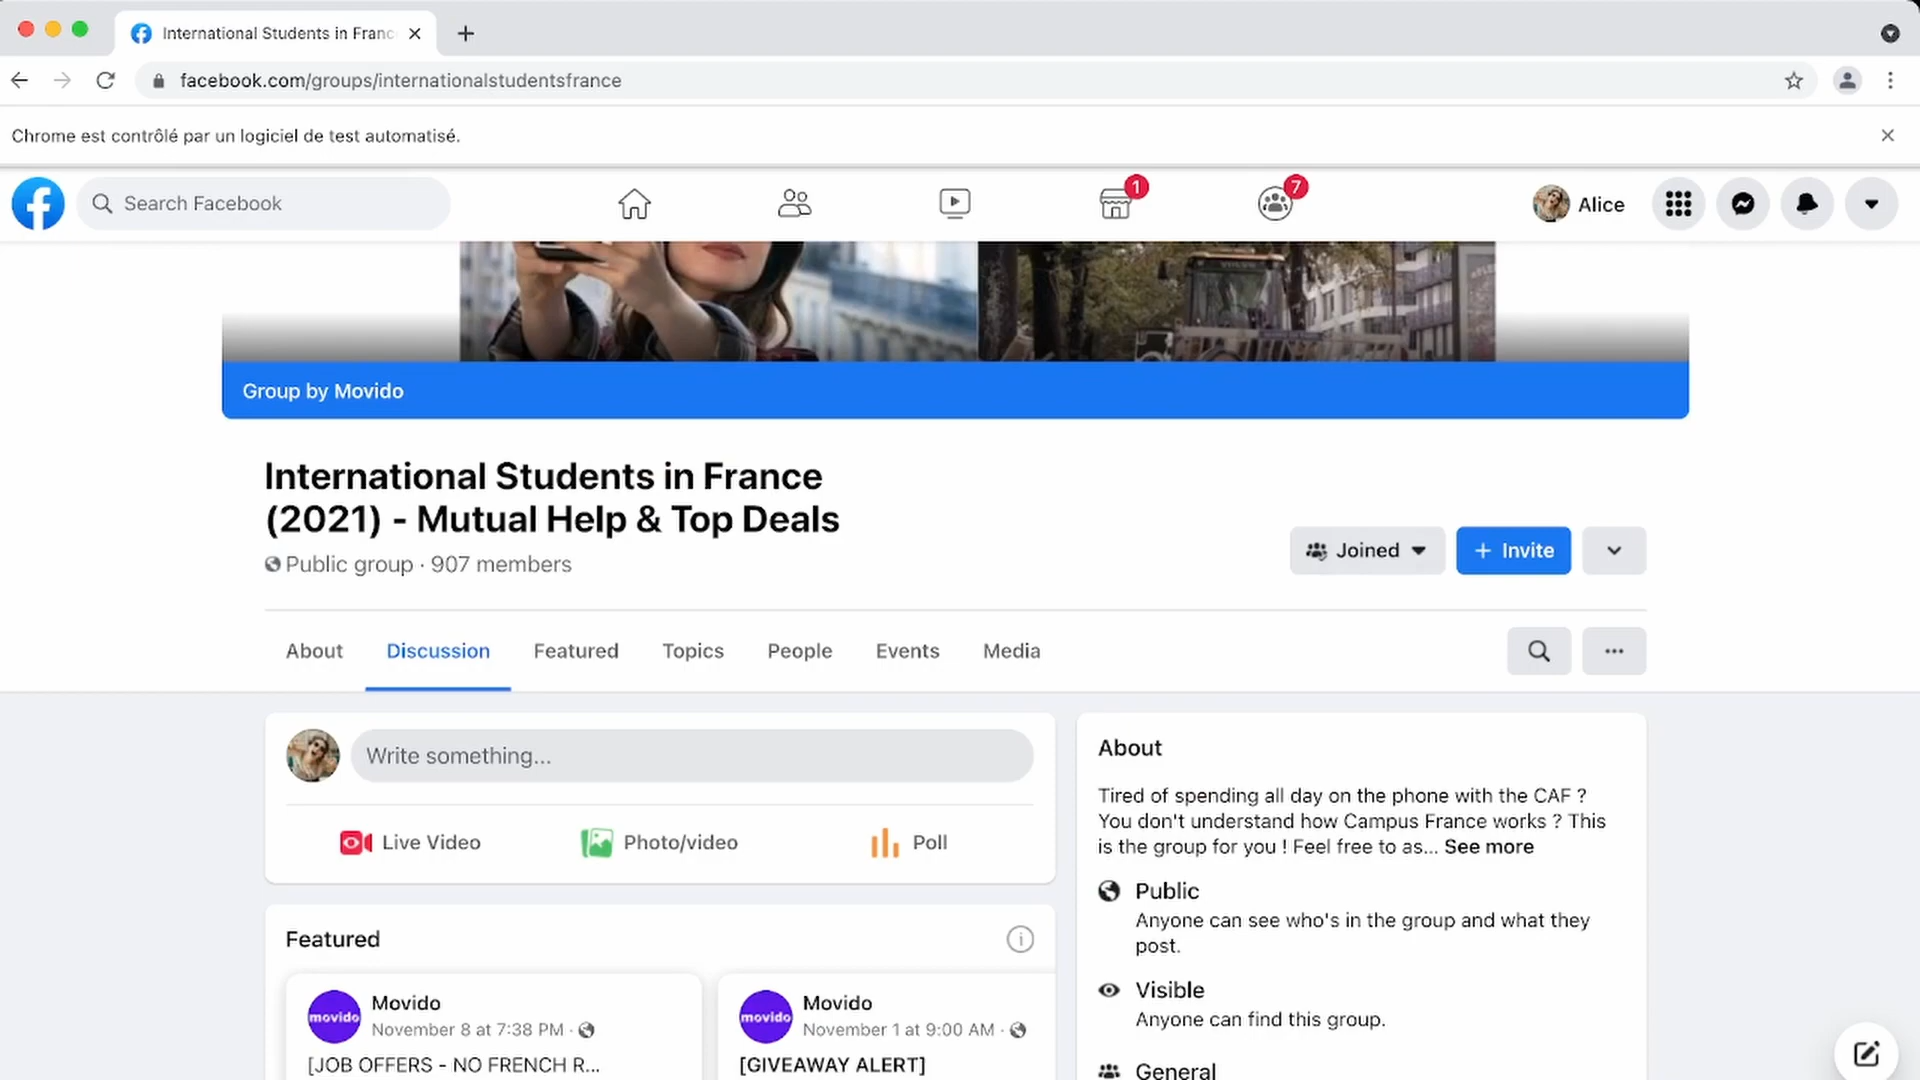 International Students in Franc
facebook.com/groups/internationalstudentsfrance
Chrome est contrôlé par un logiciel de test automatisé.
Search Facebook
1
7
Alice
Group by Movido
International Students in France
(2021) - Mutual Help & Top Deals
Public group · 907 members
Joined
+ Invite
About
Discussion
Featured
Topics
People
Events
Media
Write something...
Live Video
Photo/video
Poll
Featured
movido
Movido
November 8 at 7:38 PM ·
[JOB OFFERS - NO FRENCH R...
movido
Movido
November 1 at 9:00 AM ·
[GIVEAWAY ALERT]
About
Tired of spending all day on the phone with the CAF ?
You don't understand how Campus France works ? This
is the group for you ! Feel free to as... See more
Public
Anyone can see who's in the group and what they
post.
Visible
Anyone can find this group.
General